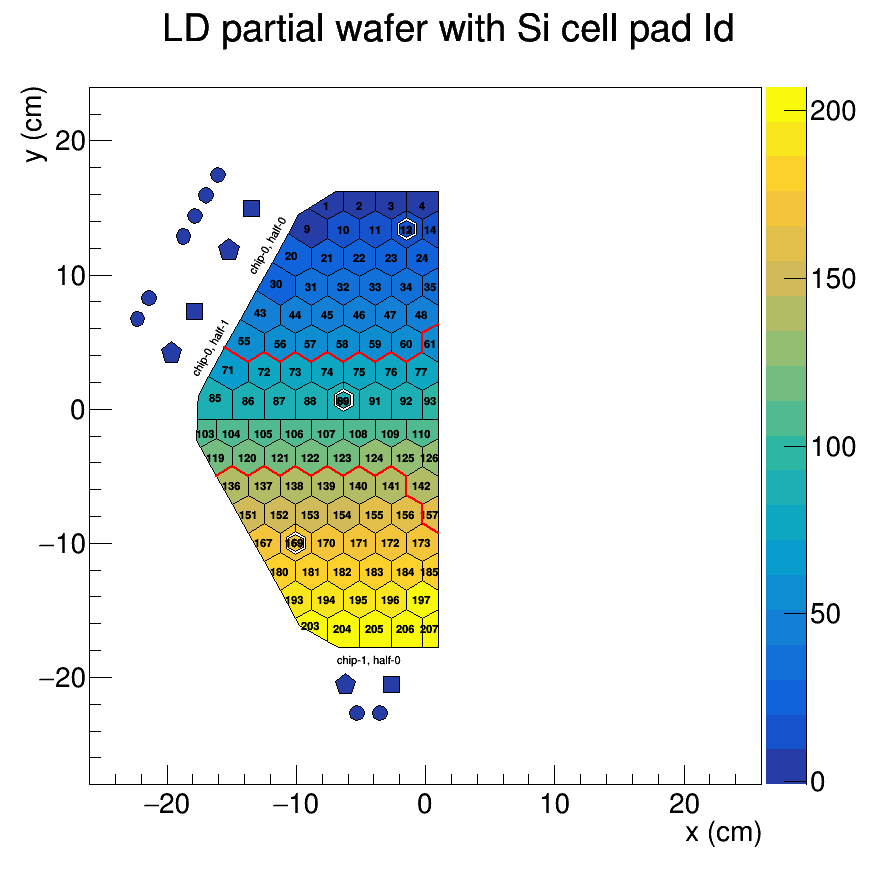 LD partial wafer with Si cell pad Id
y (cm)
20
10
0
−10
−20
chip-0, half-0
chip-0, half-1
1 2 3 4
9 10 11 13 14
20 21 22 23 24
30 31 32 33 34 35
43 44 45 46 47 48
55 56 57 58 59 60 61
71 72 73 74 75 76 77
85 86 87 88 89 91 92 93
103 104 105 106 107 108 109 110
119 120 121 122 123 124 125 126
136 137 138 139 140 141 142
151 152 153 154 155 156 157
167 169 170 171 172 173
180 181 182 183 184 185
193 194 195 196 197
203 204 205 206 207
chip-1, half-0
−20 −10 0 10 20
x (cm)
200
150
100
50
0